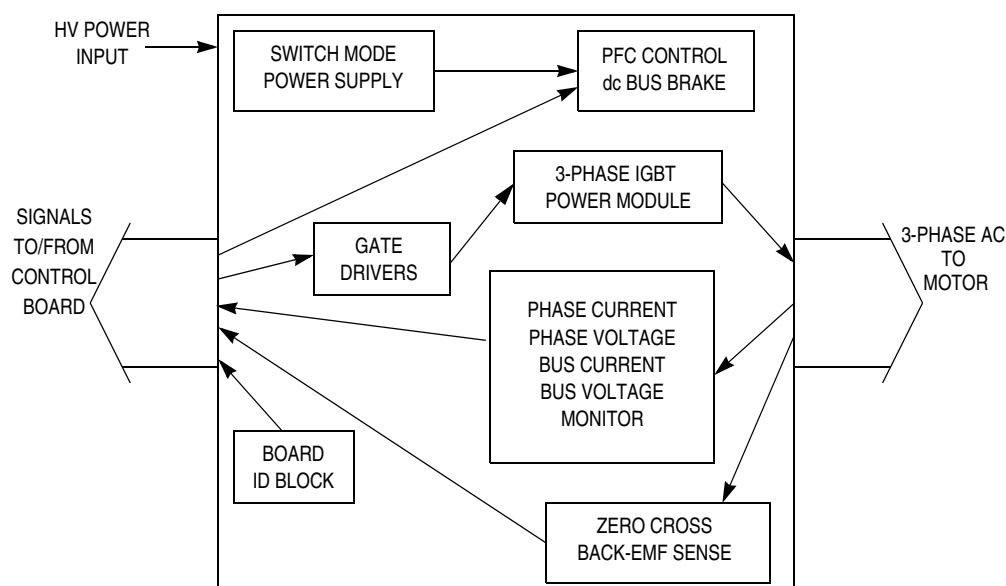 HV POWER
INPUT
SWITCH MODE
POWER SUPPLY
PFC CONTROL
dc BUS BRAKE
3-PHASE IGBT
POWER MODULE
SIGNALS
TO/FROM
CONTROL
BOARD
GATE
DRIVERS
3-PHASE AC
TO
MOTOR
PHASE CURRENT
PHASE VOLTAGE
BUS CURRENT
BUS VOLTAGE
MONITOR
BOARD
ID BLOCK
ZERO CROSS
BACK-EMF SENSE